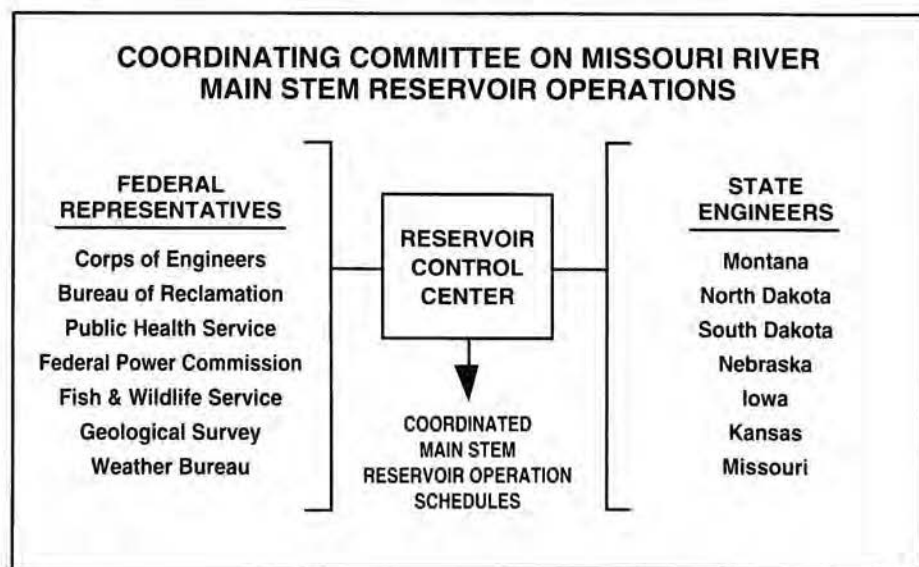 COORDINATING COMMITTEE ON MISSOURI RIVER
MAIN STEM RESERVOIR OPERATIONS
FEDERAL
REPRESENTATIVES
Corps of Engineers
Bureau of Reclamation
Public Health Service
Federal Power Commission
Fish & Wildlife Service
Geological Survey
Weather Bureau
RESERVOIR
CONTROL
CENTER
COORDINATED
MAIN STEM
RESERVOIR OPERATION
SCHEDULES
STATE
ENGINEERS
Montana
North Dakota
South Dakota
Nebraska
Iowa
Kansas
Missouri